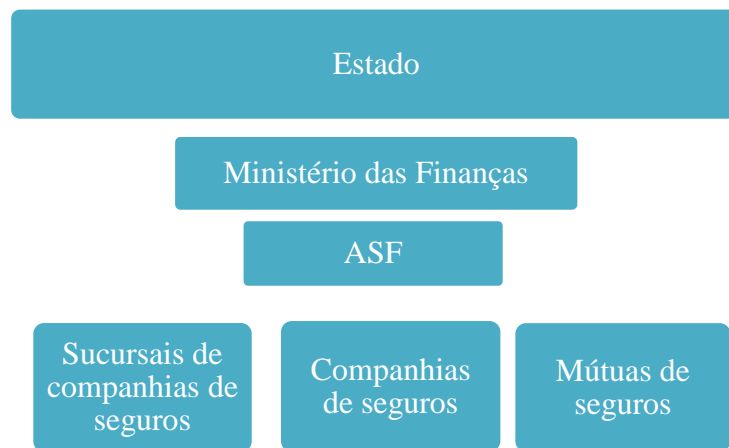 Estado
Ministério das Finanças
ASF
Sucursais de
companhias de
seguros
Companhias
de seguros
Mútuas de
seguros